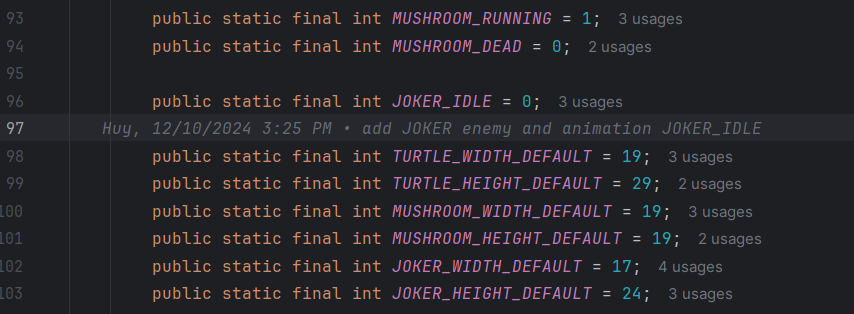 93 public static final int MUSHROOM_RUNNING = 1; 3 usages
94 public static final int MUSHROOM_DEAD = 0; 2 usages
95
96 public static final int JOKER_IDLE = 0; 3 usages
97 Huy, 12/10/2024 3:25 PM • add JOKER enemy and animation JOKER_IDLE
98 public static final int TURTLE_WIDTH_DEFAULT = 19; 3 usages
99 public static final int TURTLE_HEIGHT_DEFAULT = 29; 2 usages
100 public static final int MUSHROOM_WIDTH_DEFAULT = 19; 3 usages
101 public static final int MUSHROOM_HEIGHT_DEFAULT = 19; 2 usages
102 public static final int JOKER_WIDTH_DEFAULT = 17; 4 usages
103 public static final int JOKER_HEIGHT_DEFAULT = 24; 3 usages